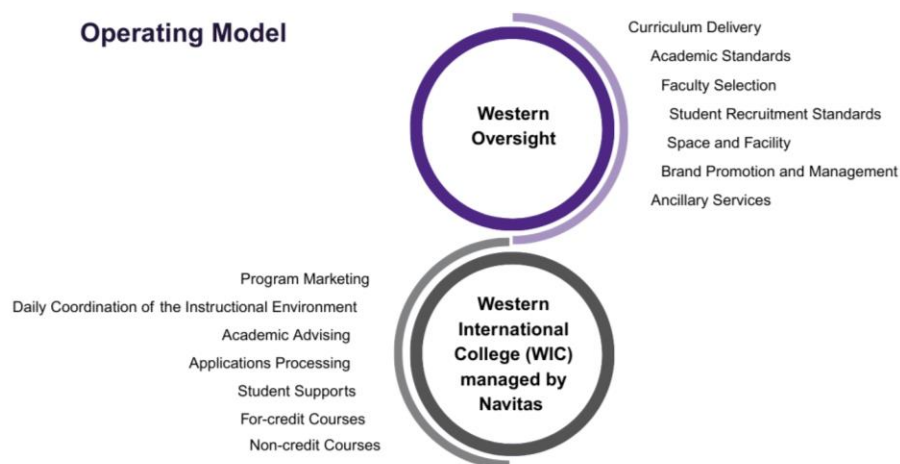 Operating Model
Western
Oversight
Curriculum Delivery
Academic Standards
Faculty Selection
Student Recruitment Standards
Space and Facility
Brand Promotion and Management
Ancillary Services
Program Marketing
Daily Coordination of the Instructional Environment
Academic Advising
Applications Processing
Student Supports
For-credit Courses
Non-credit Courses
Western
International
College (WIC)
managed by
Navitas